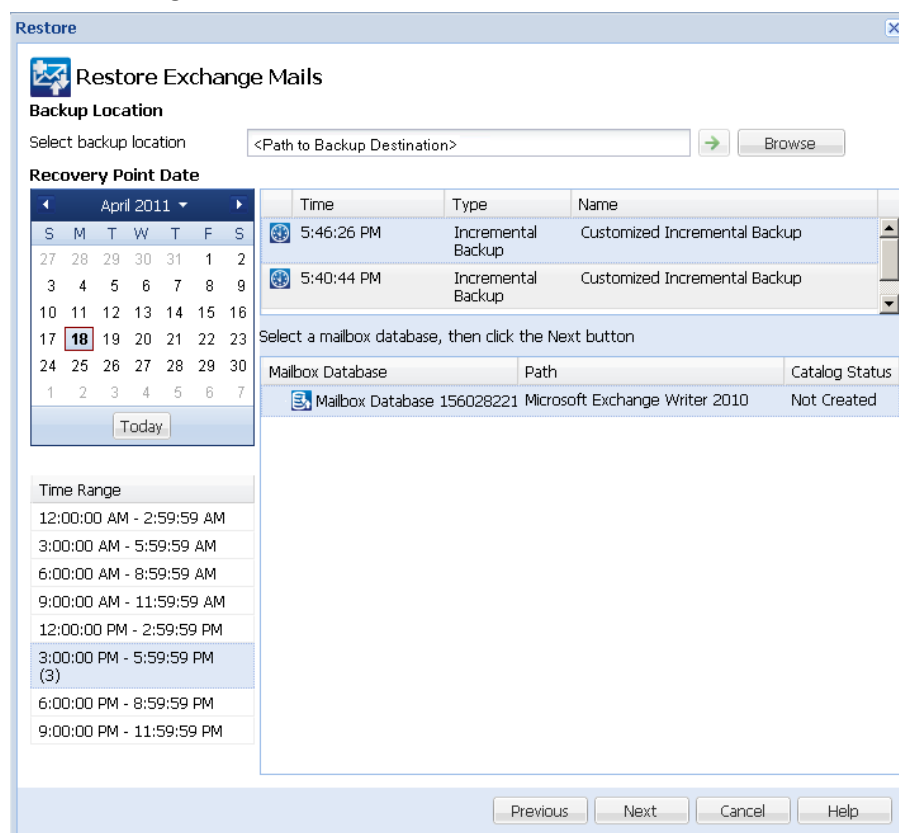 Restore
Restore Exchange Mails
Backup Location
Select backup location <Path to Backup Destination> Browse
Recovery Point Date
April 2011
S M T W T F S
27 28 29 30 31 1 2
3 4 5 6 7 8 9
10 11 12 13 14 15 16
17 18 19 20 21 22 23
24 25 26 27 28 29 30
1 2 3 4 5 6 7
Today
Time Type Name
5:46:26 PM Incremental Backup Customized Incremental Backup
5:40:44 PM Incremental Backup Customized Incremental Backup
Select a mailbox database, then click the Next button
Mailbox Database Path Catalog Status
Mailbox Database 156028221 Microsoft Exchange Writer 2010 Not Created
Time Range
12:00:00 AM - 2:59:59 AM
3:00:00 AM - 5:59:59 AM
6:00:00 AM - 8:59:59 AM
9:00:00 AM - 11:59:59 AM
12:00:00 PM - 2:59:59 PM
3:00:00 PM - 5:59:59 PM
(3)
6:00:00 PM - 8:59:59 PM
9:00:00 PM - 11:59:59 PM
Previous Next Cancel Help